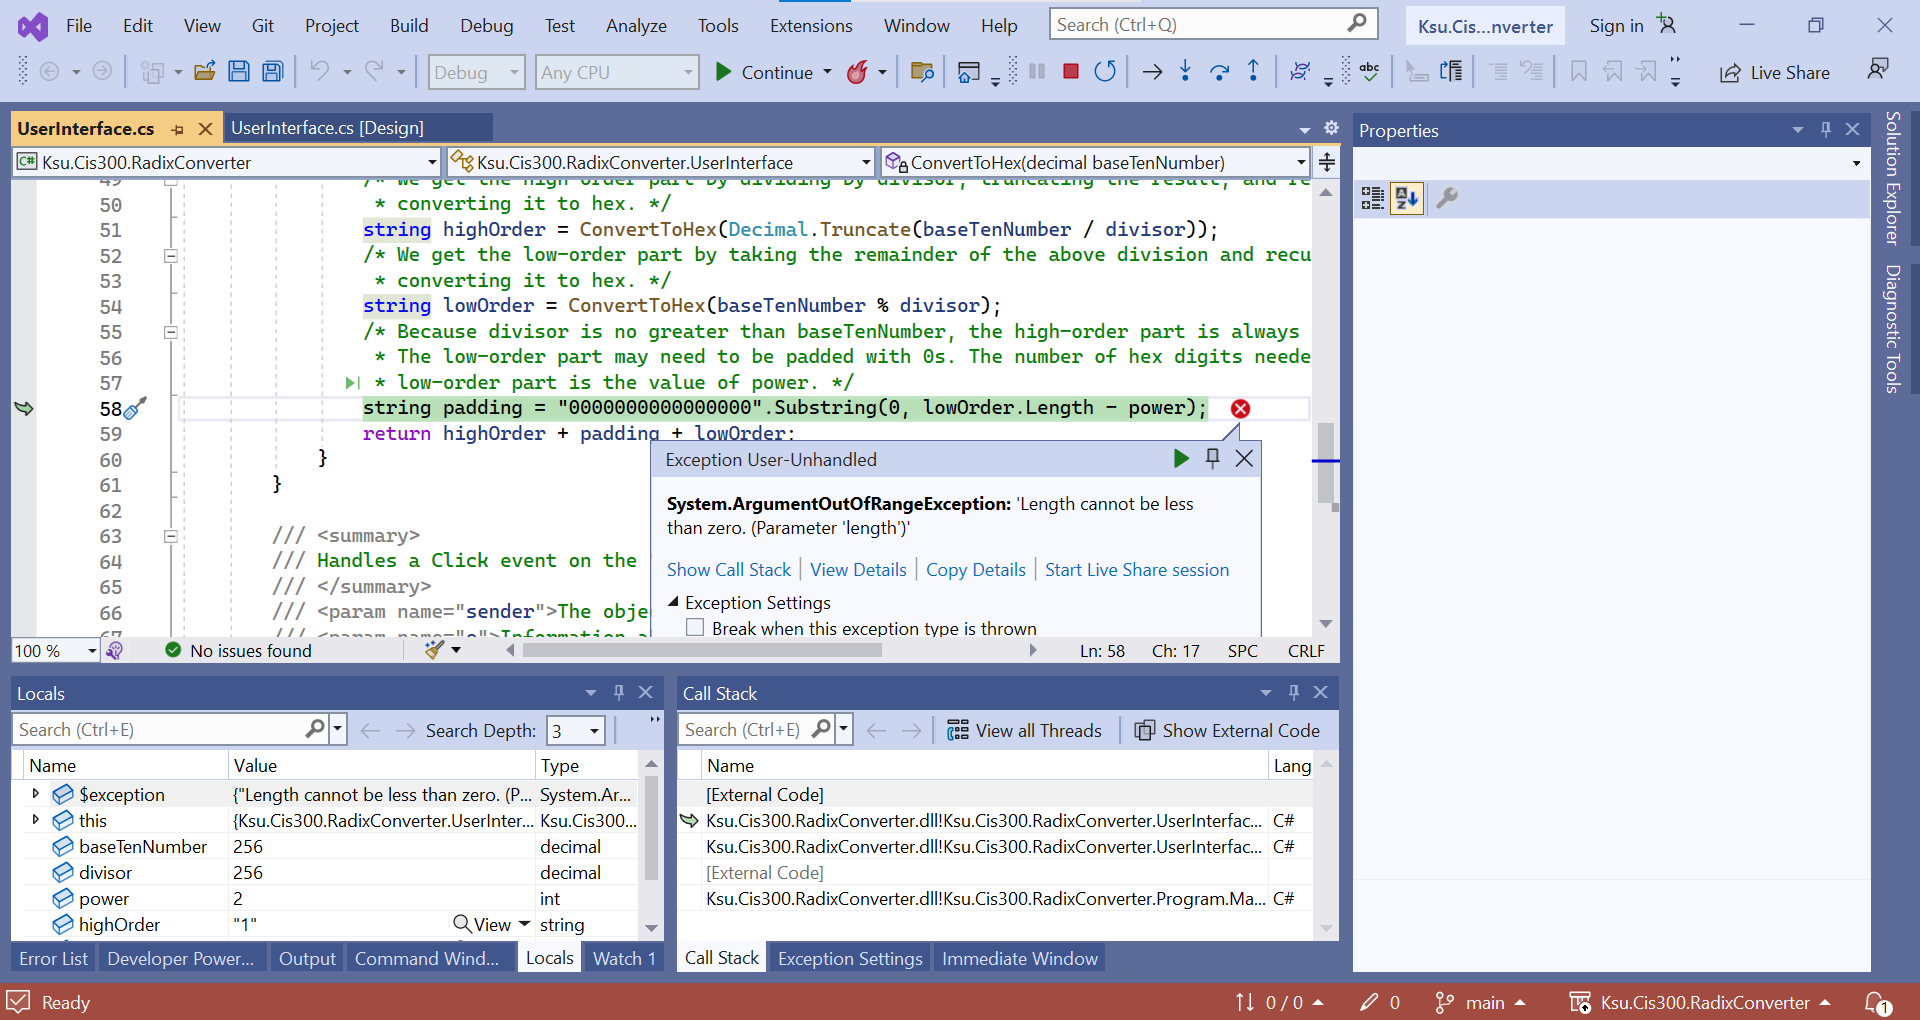 File Edit View Git Project Build Debug Test Analyze Tools Extensions Window Help Search (Ctrl+Q) Ksu.Cis...nverter Sign in
Debug Any CPU Continue abc Live Share
UserInterface.cs UserInterface.cs [Design]
C# Ksu.Cis300.RadixConverter Ksu.Cis300.RadixConverter.UserInterface ConvertToHex(decimal baseTenNumber)
49 /* We get the high-order part by dividing by divisor, truncating the result, and re
50 * converting it to hex. */
51 string highOrder = ConvertToHex(Decimal.Truncate(baseTenNumber / divisor));
52 /* We get the low-order part by taking the remainder of the above division and recu
53 * converting it to hex. */
54 string lowOrder = ConvertToHex(baseTenNumber % divisor);
55 /* Because divisor is no greater than baseTenNumber, the high-order part is always
56 * The low-order part may need to be padded with 0s. The number of hex digits neede
57 * low-order part is the value of power. */
58 string padding = "0000000000000000".Substring(0, lowOrder.Length - power);
59 return highOrder + padding + lowOrder;
60 }
61 }
62
63 /// <summary>
64 /// Handles a Click event on the
65 /// </summary>
66 /// <param name="sender">The obje
67 /// <param name="e">Information a
Exception User-Unhandled
System.ArgumentOutOfRangeException: 'Length cannot be less
than zero. (Parameter 'length')'
Show Call Stack View Details Copy Details Start Live Share session
Exception Settings
Break when this exception type is thrown
100 % No issues found Ln: 58 Ch: 17 SPC CRLF
Locals
Search (Ctrl+E) Search Depth: 3
Name Value Type
$exception {"Length cannot be less than zero. (P... System.Ar...
this {Ksu.Cis300.RadixConverter.UserInter... Ksu.Cis300...
baseTenNumber 256 decimal
divisor 256 decimal
power 2 int
highOrder "1" View string
Error List Developer Power... Output Command Wind... Locals Watch 1
Call Stack
Search (Ctrl+E) View all Threads Show External Code
Name Lang
[External Code]
Ksu.Cis300.RadixConverter.dll!Ksu.Cis300.RadixConverter.UserInterfac... C#
Ksu.Cis300.RadixConverter.dll!Ksu.Cis300.RadixConverter.UserInterfac... C#
[External Code]
Ksu.Cis300.RadixConverter.dll!Ksu.Cis300.RadixConverter.Program.Ma... C#
Call Stack Exception Settings Immediate Window
Properties
A
Z
Solution Explorer
Diagnostic Tools
Ready 0 / 0 0 main Ksu.Cis300.RadixConverter 1